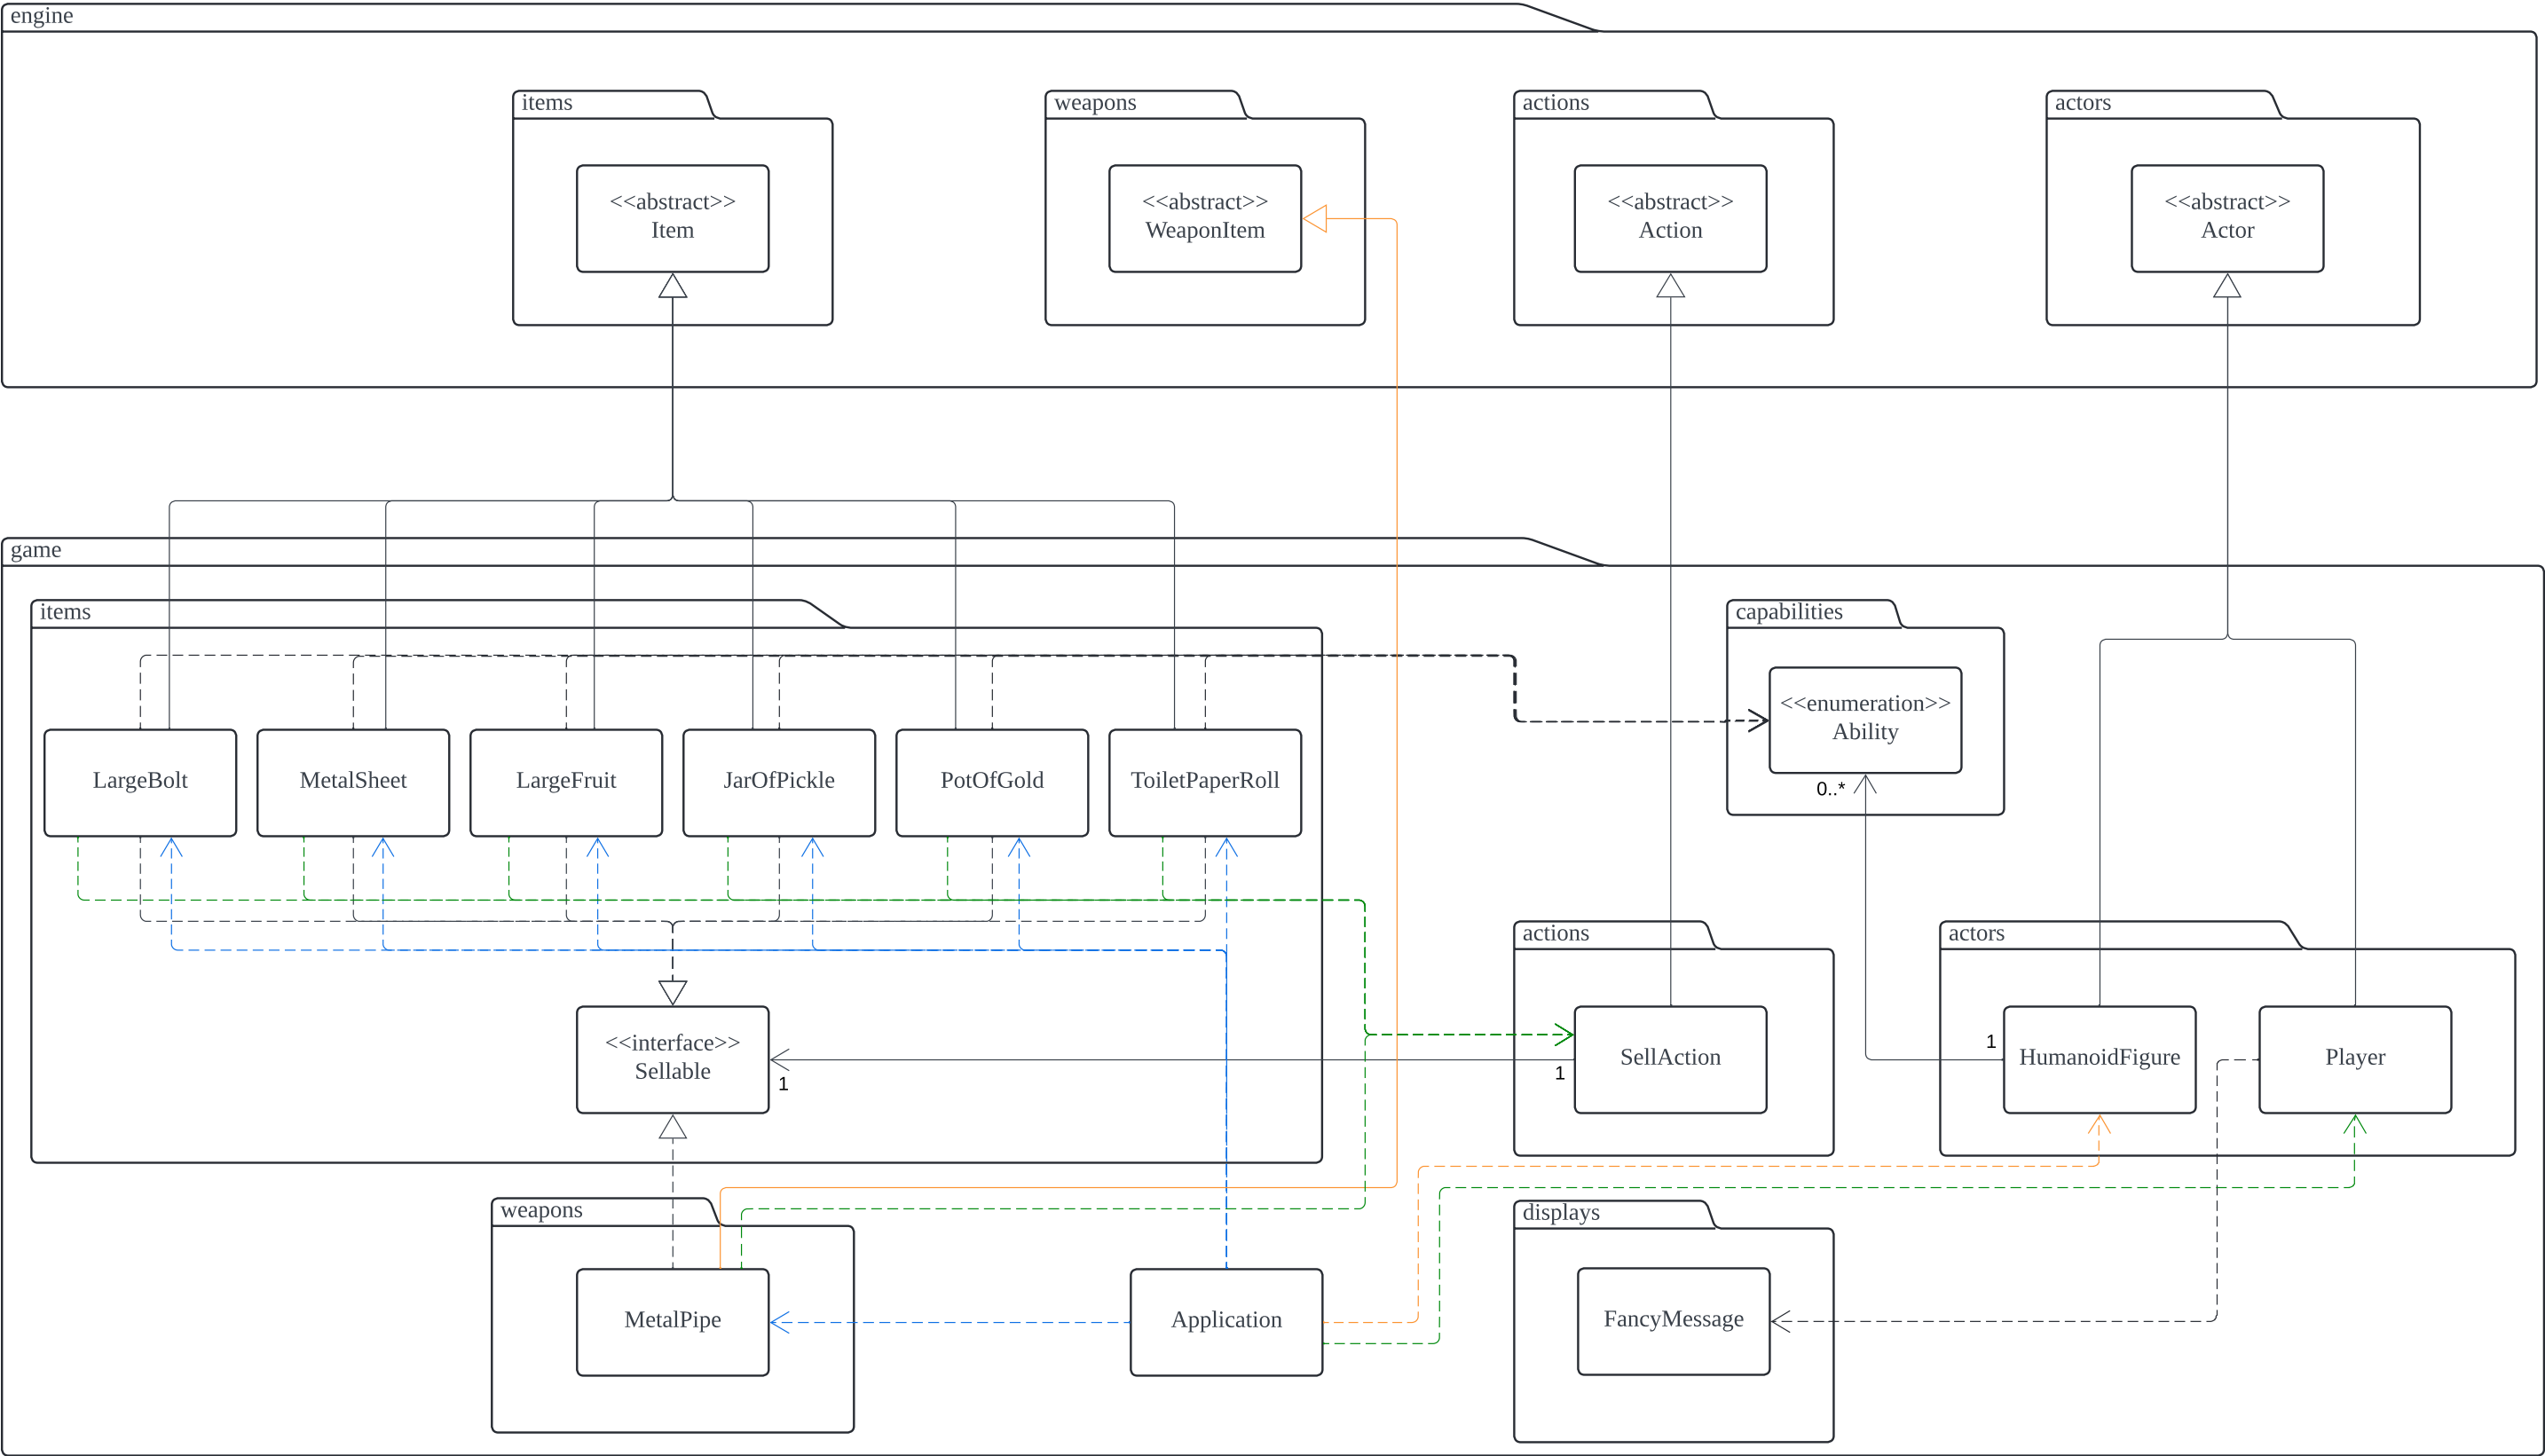 engine
items
weapons
actions
actors
<<abstract>>
Item
<<abstract>>
WeaponItem
<<abstract>>
Action
<<abstract>>
Actor
game
items
capabilities
<<enumeration>>
Ability
LargeBolt
MetalSheet
LargeFruit
JarOfPickle
PotOfGold
ToiletPaperRoll
0..*
actions
actors
<<interface>>
Sellable
1
1
SellAction
1
HumanoidFigure
Player
weapons
displays
MetalPipe
Application
FancyMessage